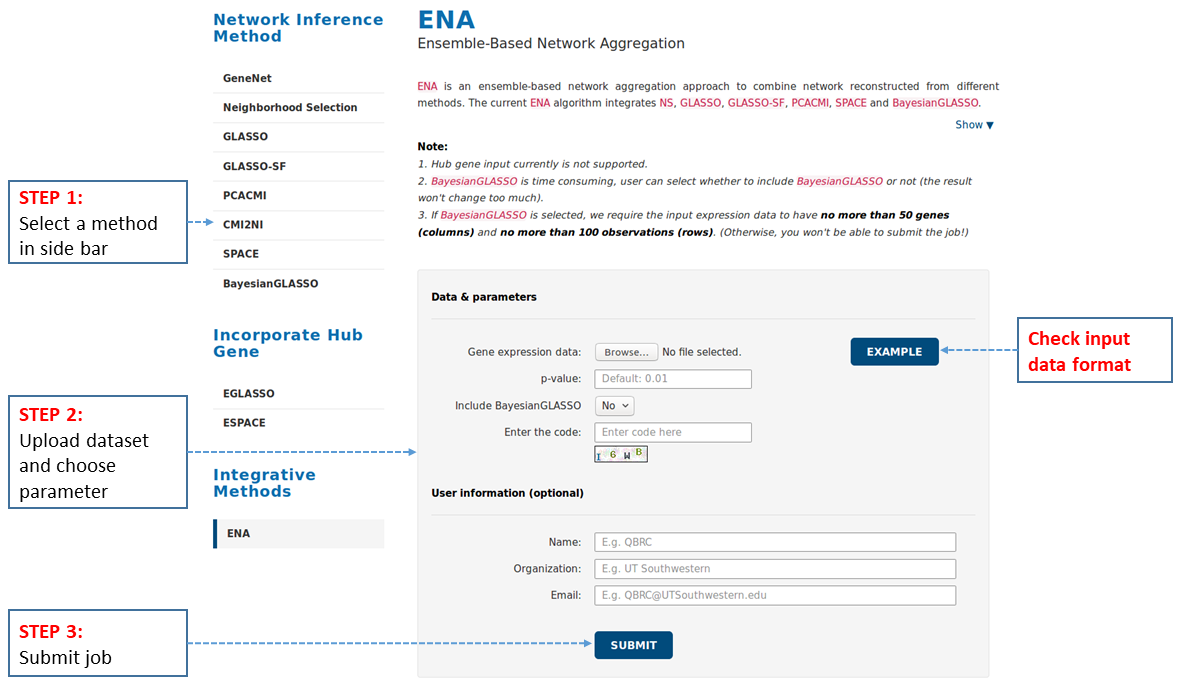 Network Inference
Method
GeneNet
Neighborhood Selection
GLASSO
GLASSO-SF
PCACMI
CMI2NI
SPACE
BayesianGLASSO
Incorporate Hub
Gene
EGLASSO
ESPACE
Integrative
Methods
ENA
STEP 1:
Select a method
in side bar
STEP 2:
Upload dataset
and choose
parameter
STEP 3:
Submit job
ENA
Ensemble-Based Network Aggregation
ENA is an ensemble-based network aggregation approach to combine network reconstructed from different
methods. The current ENA algorithm integrates NS, GLASSO, GLASSO-SF, PCACMI, SPACE and BayesianGLASSO.
Show ▼
Note:
1. Hub gene input currently is not supported.
2. BayesianGLASSO is time consuming, user can select whether to include BayesianGLASSO or not (the result
won't change too much).
3. If BayesianGLASSO is selected, we require the input expression data to have no more than 50 genes
(columns) and no more than 100 observations (rows). (Otherwise, you won't be able to submit the job!)
Data & parameters
Gene expression data: Browse... No file selected.
EXAMPLE
p-value: Default: 0.01
Include BayesianGLASSO No
Enter the code: Enter code here
I 6 W B
User information (optional)
Name: E.g. QBRC
Organization: E.g. UT Southwestern
Email: E.g. QBRC@UTSouthwestern.edu
SUBMIT
Check input
data format